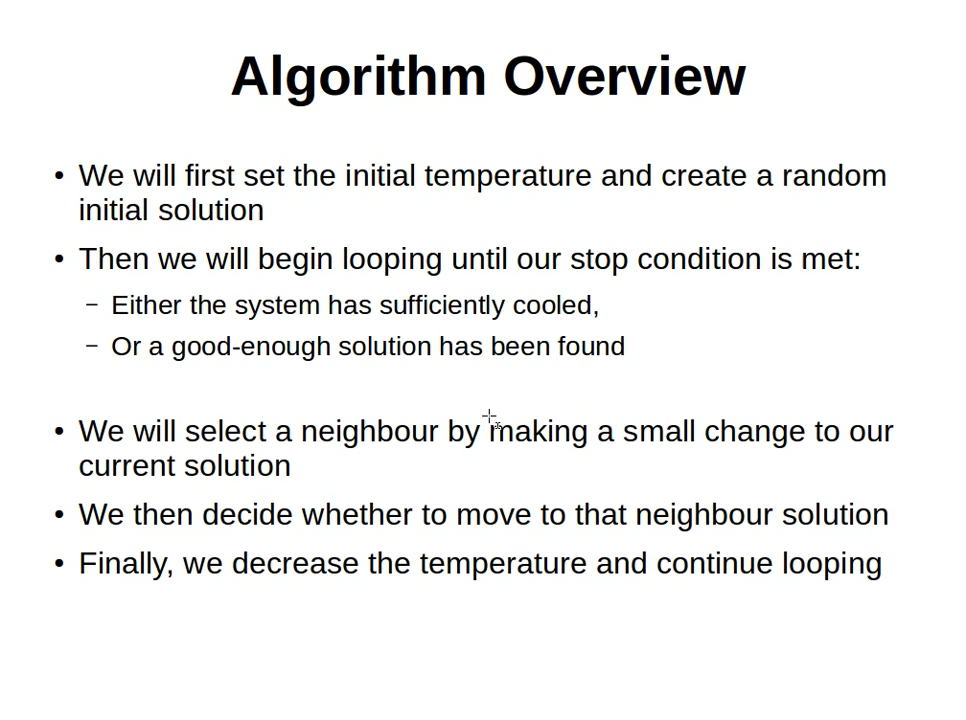 Algorithm Overview
• We will first set the initial temperature and create a random
initial solution
• Then we will begin looping until our stop condition is met:
– Either the system has sufficiently cooled,
– Or a good-enough solution has been found
• We will select a neighbour by making a small change to our
current solution
• We then decide whether to move to that neighbour solution
• Finally, we decrease the temperature and continue looping